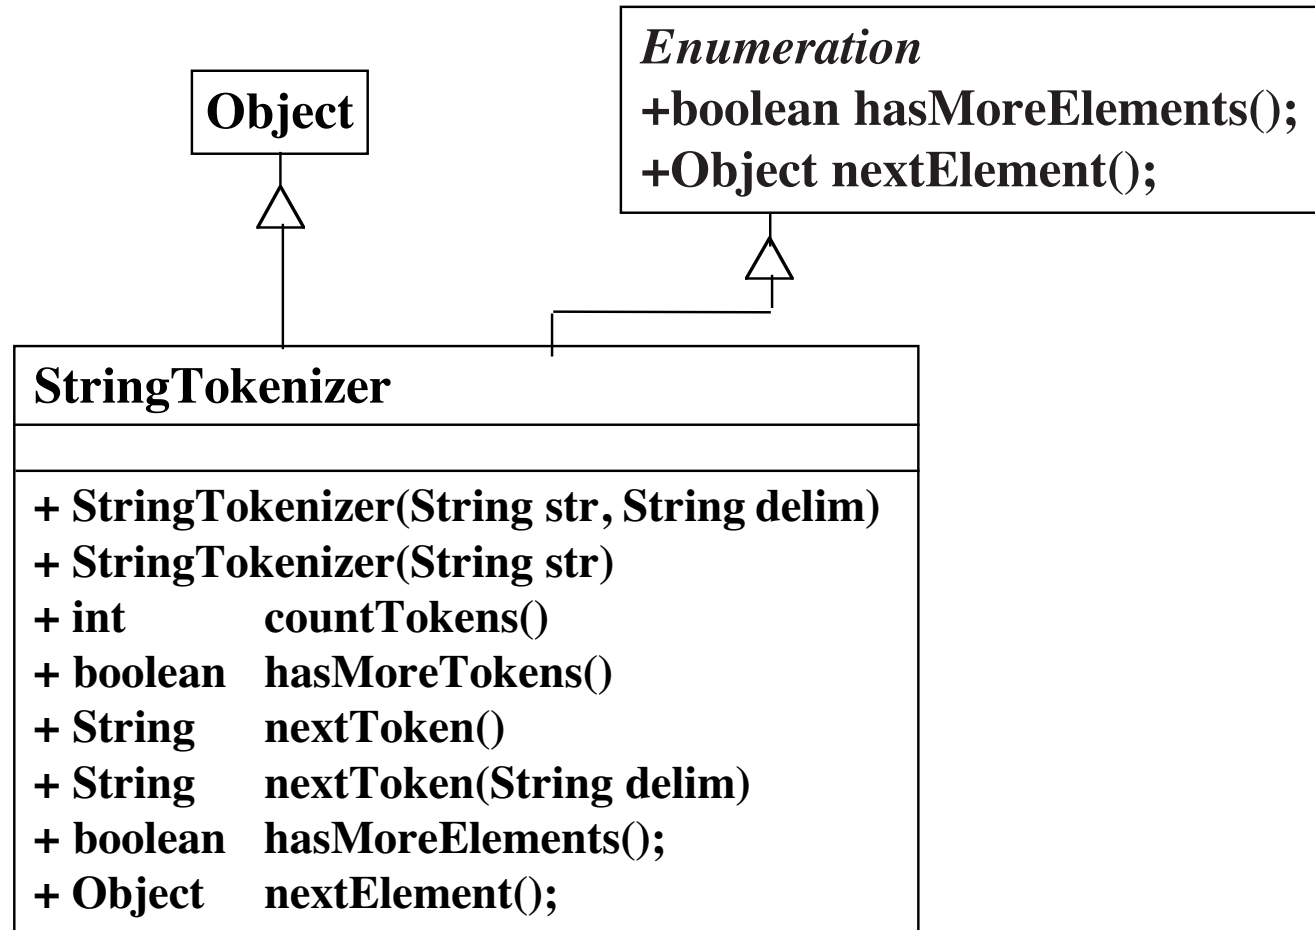 Object
Enumeration
+boolean hasMoreElements();
+Object nextElement();
StringTokenizer
+ StringTokenizer(String str, String delim)
+ StringTokenizer(String str)
+ int countTokens()
+ boolean hasMoreTokens()
+ String nextToken()
+ String nextToken(String delim)
+ boolean hasMoreElements();
+ Object nextElement();